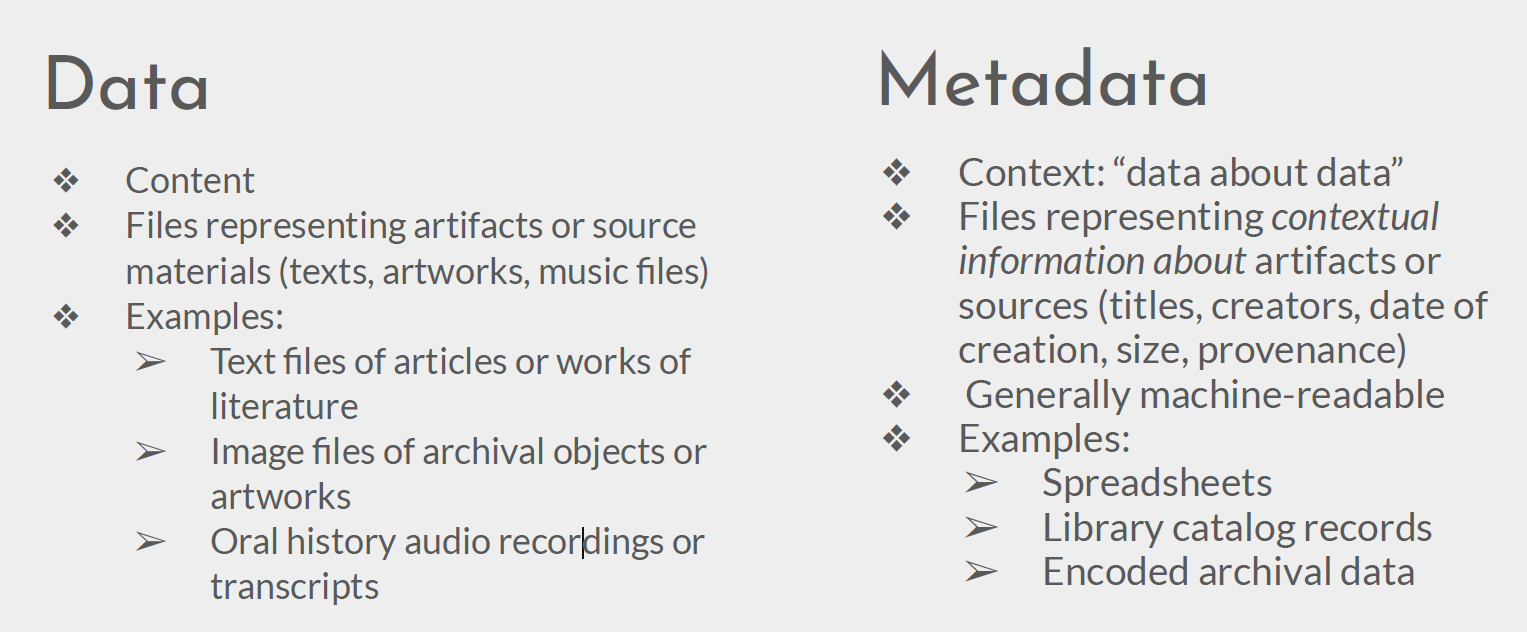 Data
❖ Content
❖ Files representing artifacts or source
materials (texts, artworks, music files)
❖ Examples:
➢ Text files of articles or works of
literature
➢ Image files of archival objects or
artworks
➢ Oral history audio recordings or
transcripts
Metadata
❖ Context: “data about data”
❖ Files representing contextual
information about artifacts or
sources (titles, creators, date of
creation, size, provenance)
❖ Generally machine-readable
❖ Examples:
➢ Spreadsheets
➢ Library catalog records
➢ Encoded archival data